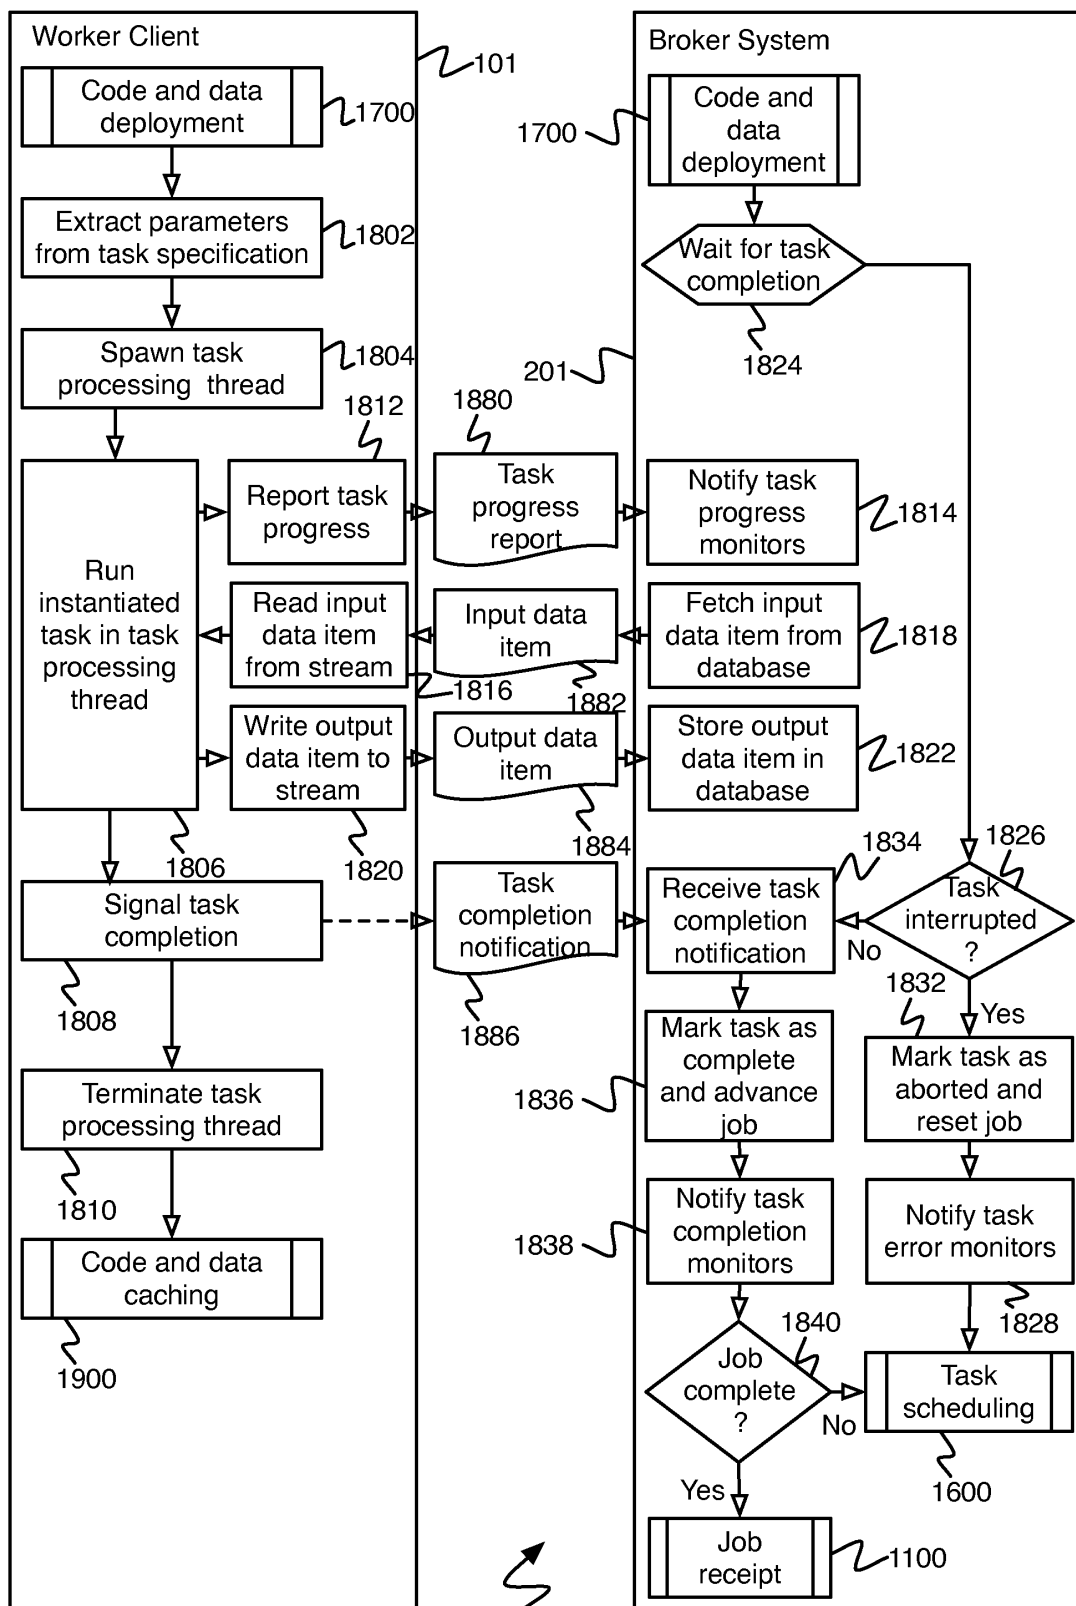 Worker Client
Code and data
deployment
1700
Extract parameters
from task specification
1802
Spawn task
processing thread
1804
101
Run
instantiated
task in task
processing
thread
1806
Report task
progress
1812
Read input
data item
from stream
1816
Write output
data item to
stream
1820
Signal task
completion
1808
Terminate task
processing thread
1810
Code and data
caching
1900
1880
Task
progress
report
Input data
item
1882
Output data
item
1884
Task
completion
notification
1886
Broker System
1700
Code and
data
deployment
Wait for task
completion
1824
201
Notify task
progress
monitors
1814
Fetch input
data item from
database
1818
Store output
data item in
database
1822
1834
Receive task
completion
notification
1826
Task
interrupted
?
No
Yes
1832
Mark task as
complete
and advance
job
1836
Mark task as
aborted and
reset job
Notify task
completion
monitors
1838
Notify task
error monitors
1828
1840
Job
complete
?
No
Yes
Task
scheduling
1600
Job
receipt
1100